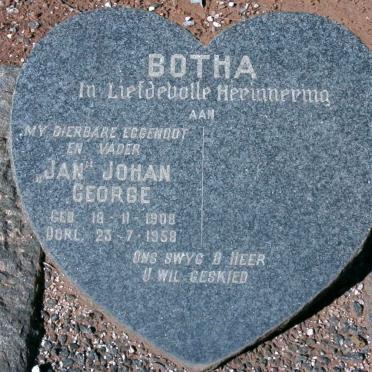 BOTHA
In Liefdevolle Herinnering
AAN
MY DIERBARE EGGENOOT
EN VADER
„JAN” JOHAN
GEORGE
GEB. 18-11-1908
OORL. 23-7-1958
ONS SWYG O HEER
U WIL GESKIED